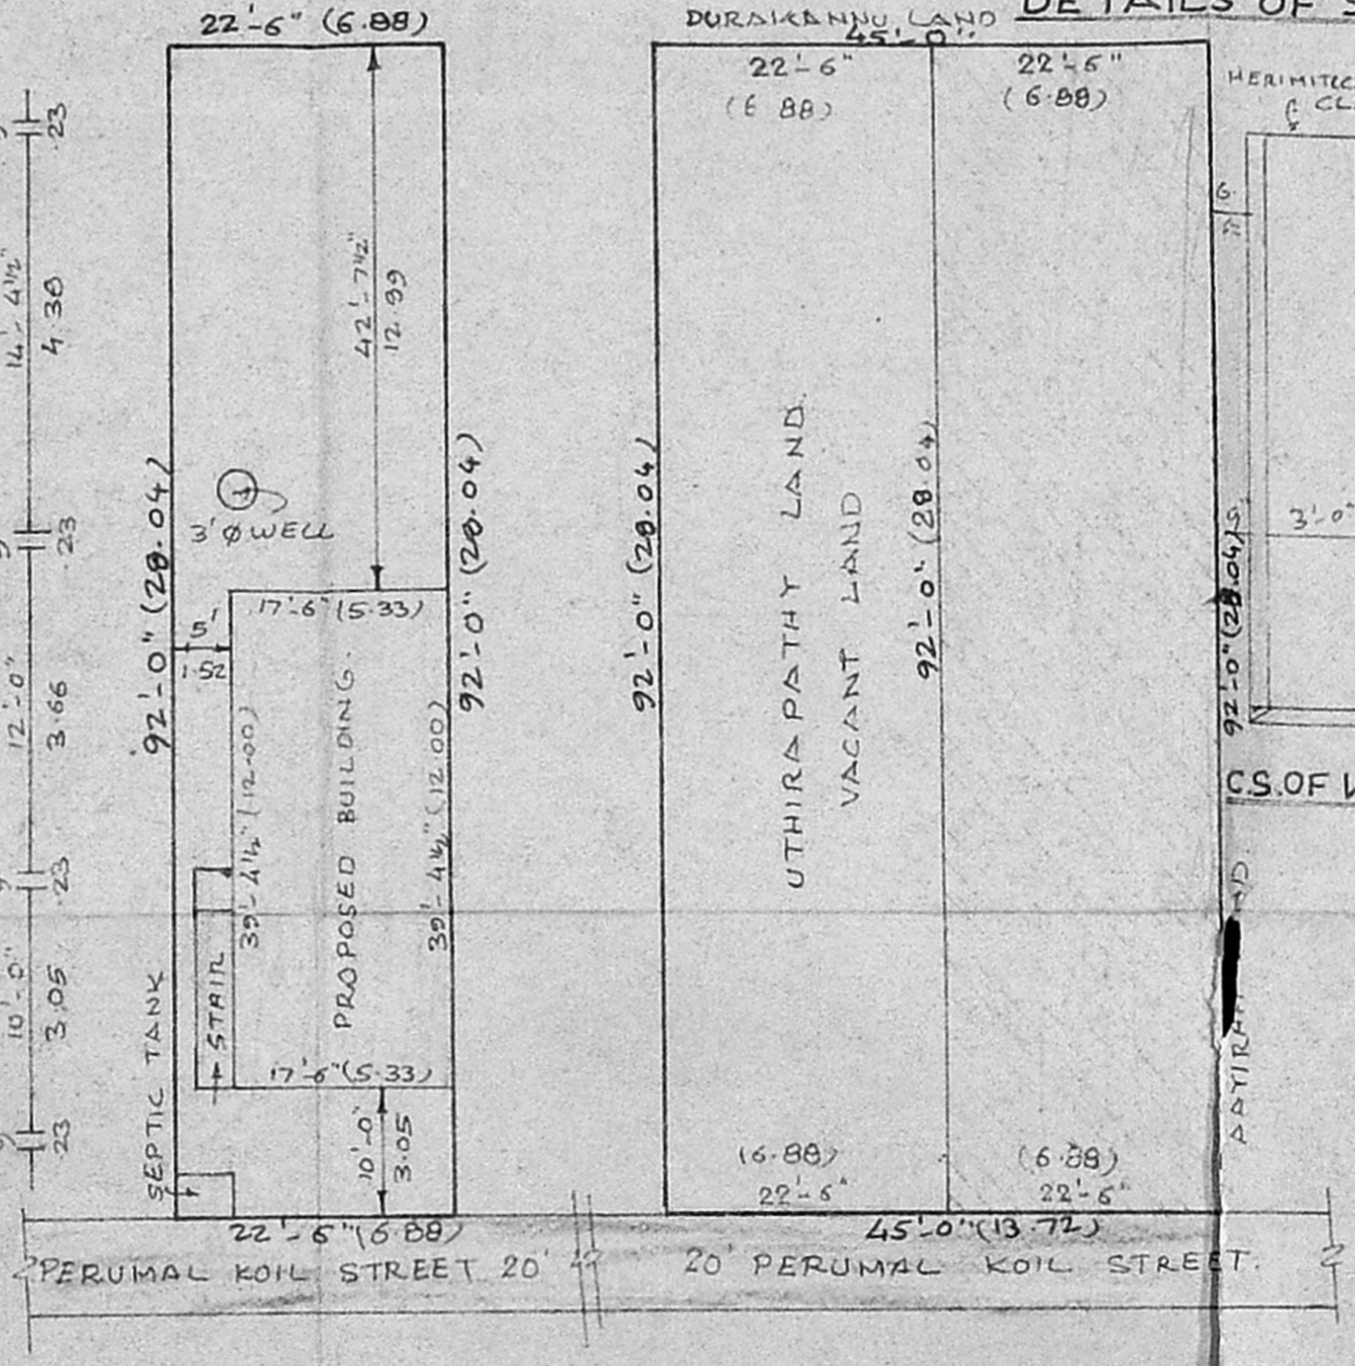 22'-6" (6.88)
DURAIKANNU LAND
45'-0"
DETAILS OF S
22'-6"
(6.88)
22'-6"
(6.88)
HERIMITEC
CL
.23
14'-4½"
4.38
.23
12'-0"
3.66
.23
10'-0"
3.05
.23
42'-7½"
12.99
92'-0" (28.04)
3' Ø WELL
92'-0" (28.04)
17'-6" (5.33)
5'
1.52
39'-4½" (12.00)
PROPOSED BUILDING.
39'-4½" (12.00)
STAIR
SEPTIC TANK
17'-6" (5.33)
10'-0"
3.05
22'-6" (6.88)
PERUMAL KOIL STREET 20'
92'-0" (28.04)
UTHIRAPATHY LAND.
VACANT LAND
92'-0" (28.04)
92'-0" (28.04)
3'-0"
C.S.OF
(6.88)
22'-6"
(6.88)
22'-6"
45'-0" (13.72)
20' PERUMAL KOIL STREET.